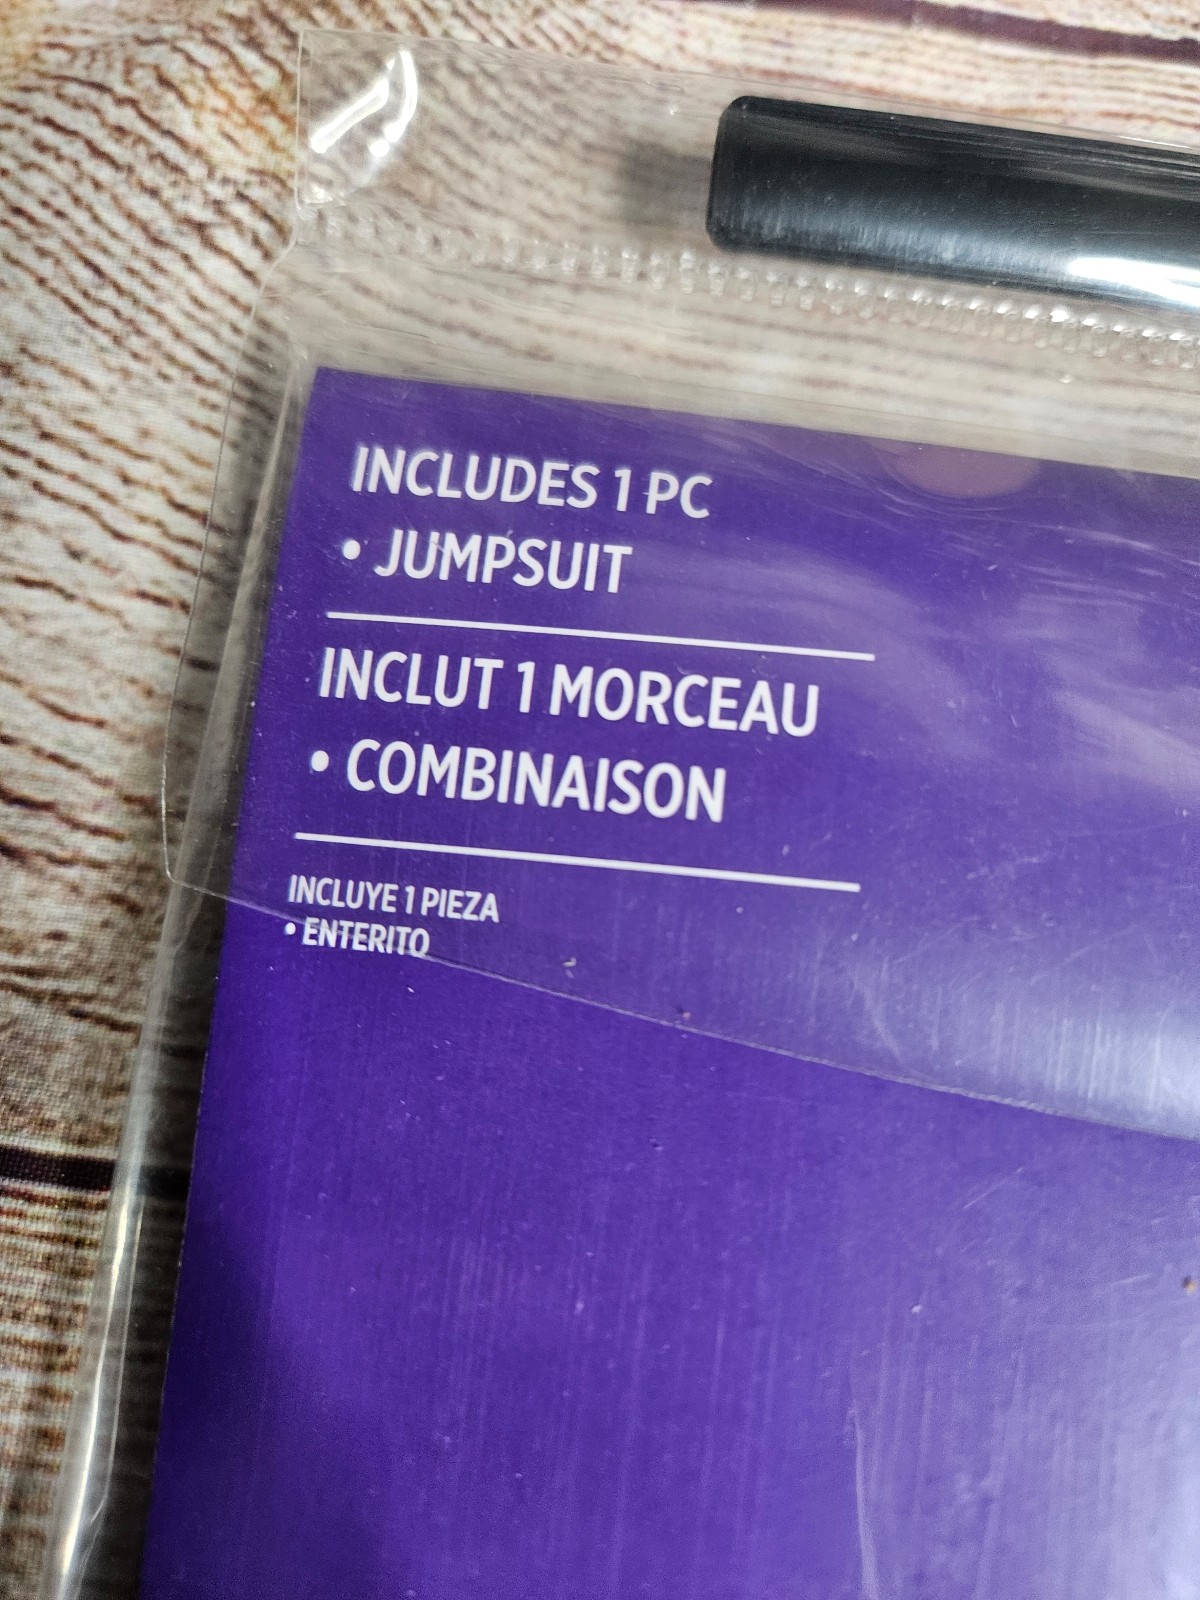 INCLUDES 1 PC
• JUMPSUIT
INCLUT 1 MORCEAU
• COMBINAISON
INCLUYE 1 PIEZA
• ENTERITO